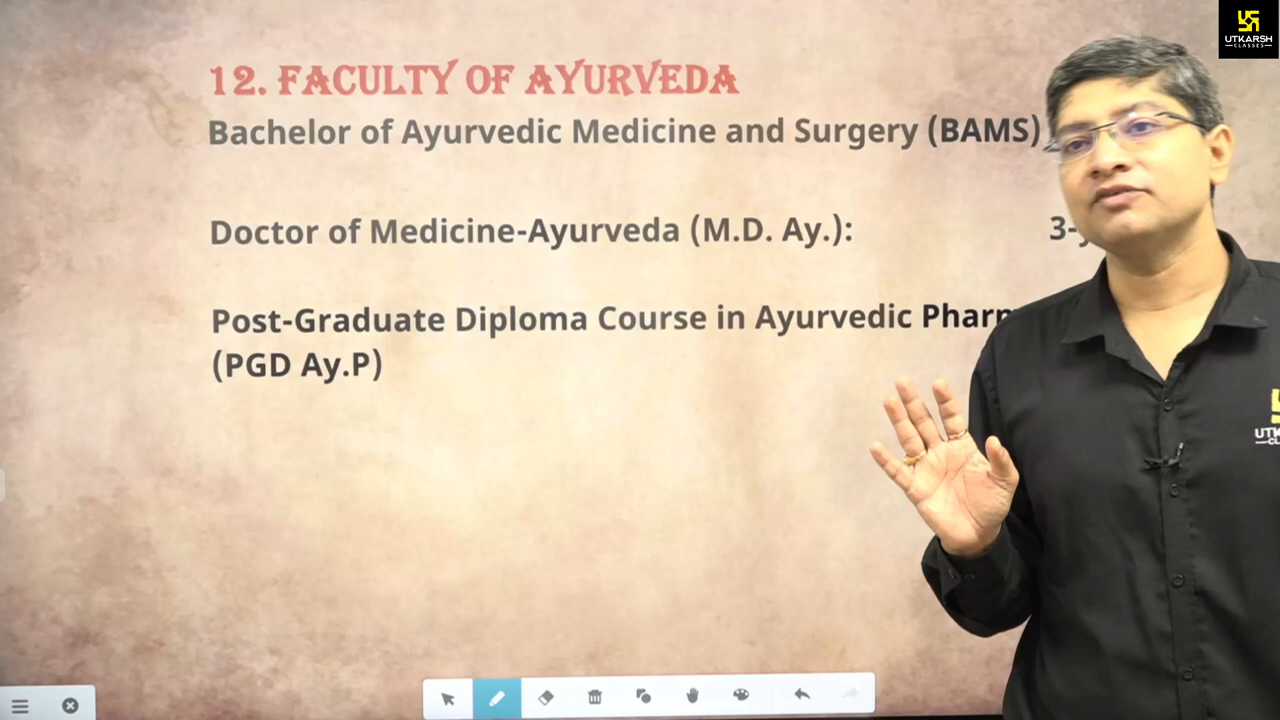 UTKARSH
CLASSES
12. FACULTY OF AYURVEDA
Bachelor of Ayurvedic Medicine and Surgery (BAMS)
Doctor of Medicine-Ayurveda (M.D. Ay.):
Post-Graduate Diploma Course in Ayurvedic
(PGD Ay.P)